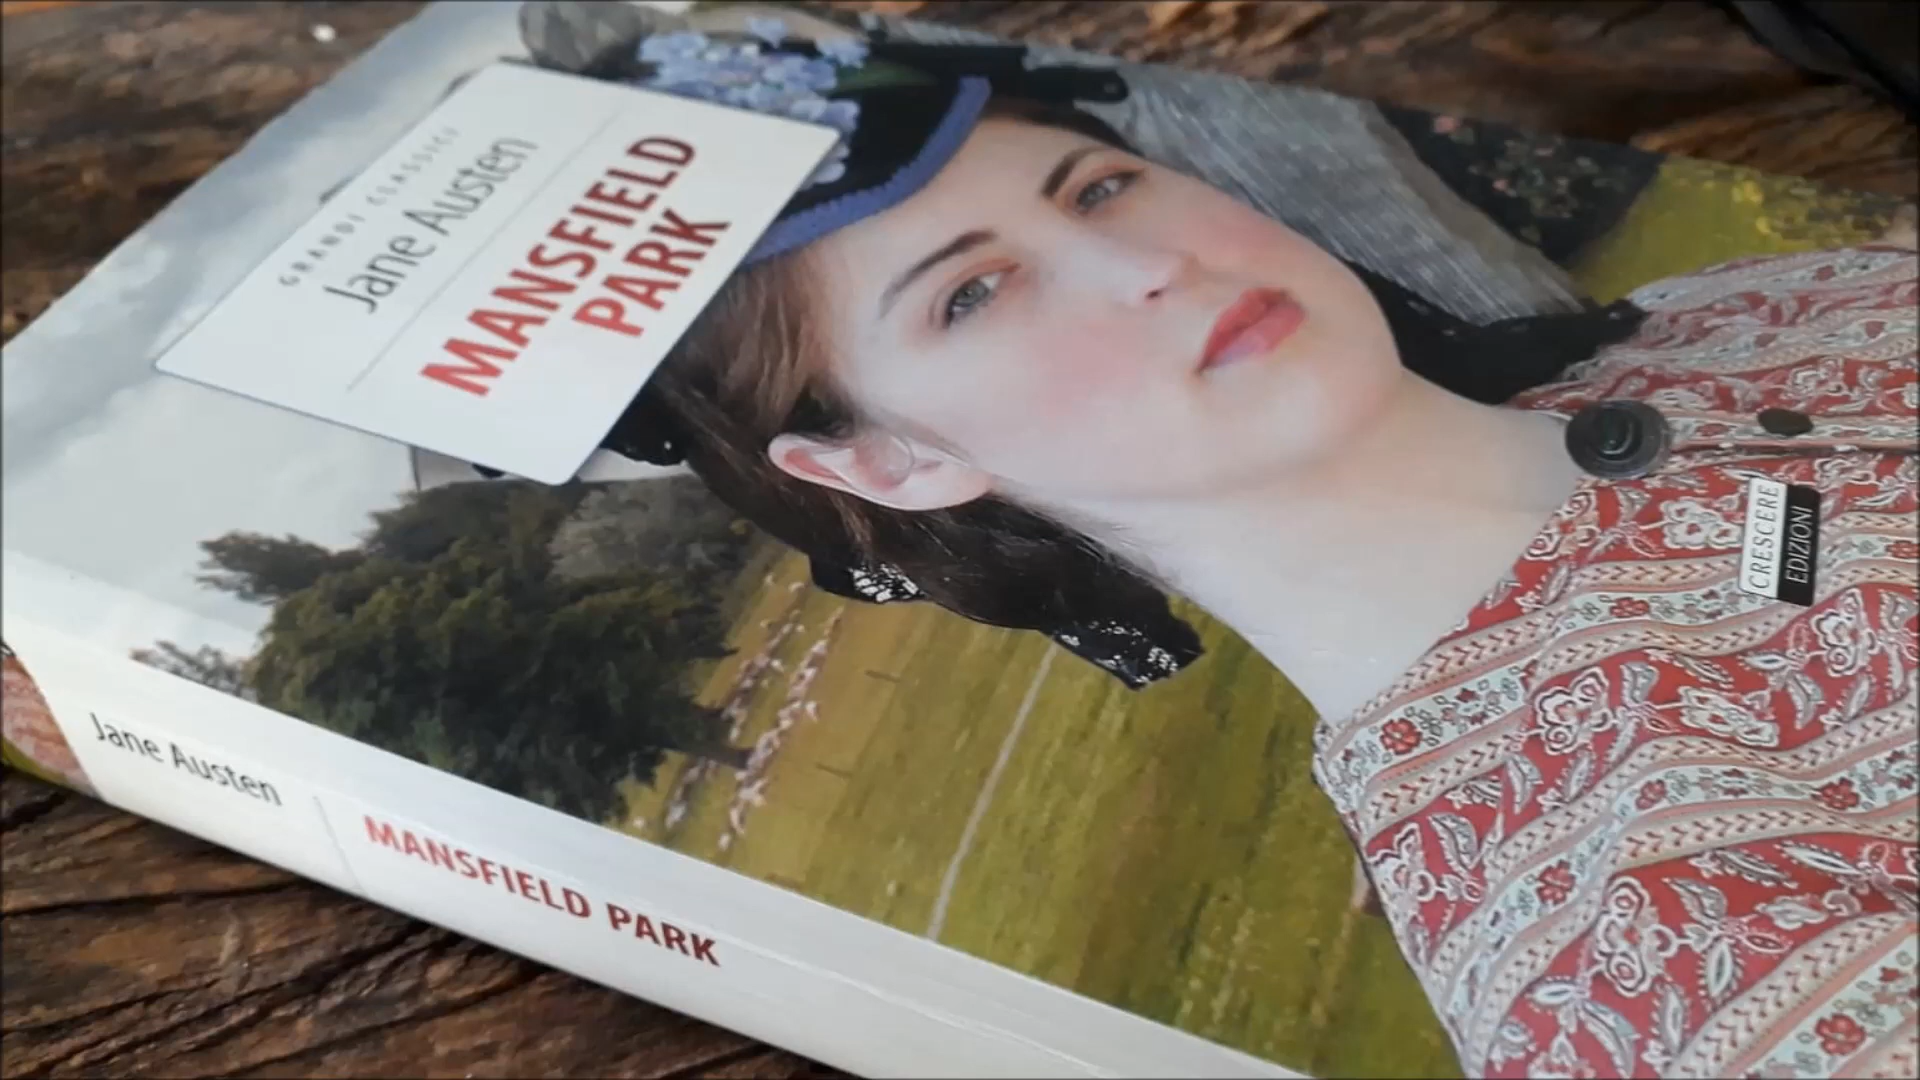 GRANDI CLASSICI
Jane Austen
MANSFIELD
PARK
CRESCERE
EDIZIONI
Jane Austen
MANSFIELD PARK